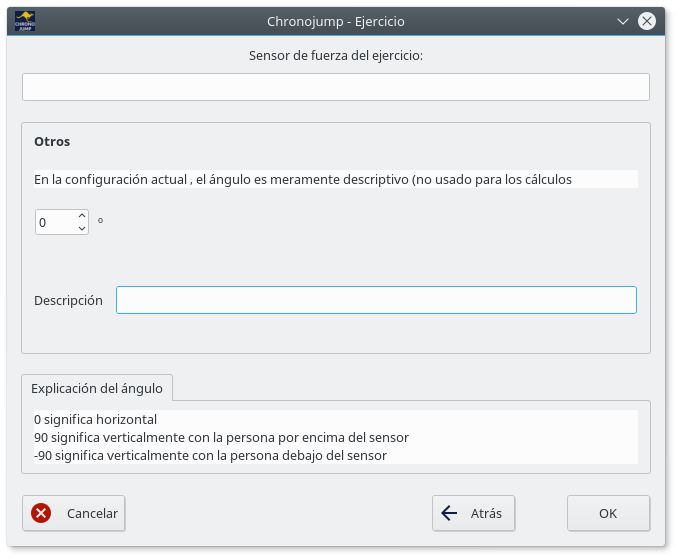 CHRONO
JUMP
Chronojump - Ejercicio
Sensor de fuerza del ejercicio:
Otros
En la configuración actual , el ángulo es meramente descriptivo (no usado para los cálculos
0 º
Descripción
Explicación del ángulo
0 significa horizontal
90 significa verticalmente con la persona por encima del sensor
-90 significa verticalmente con la persona debajo del sensor
Cancelar
Atrás
OK